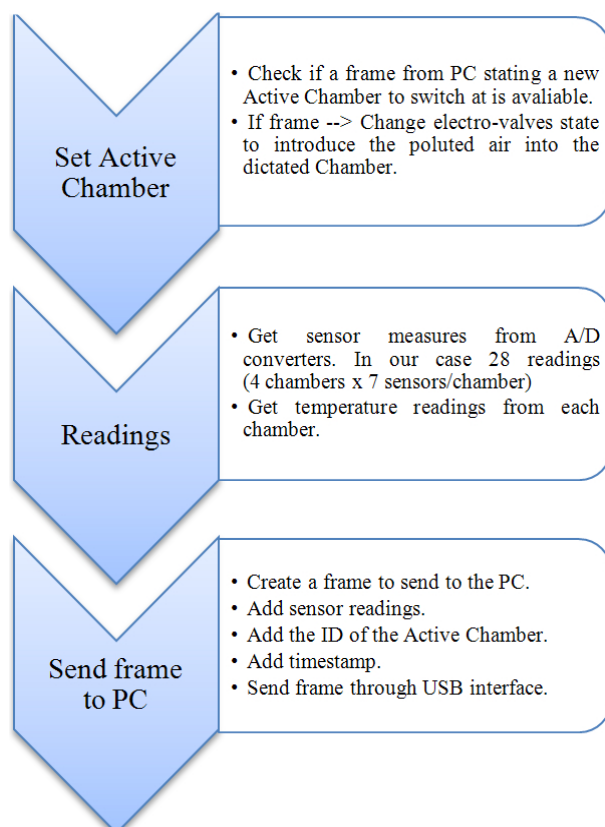 Set Active
Chamber
• Check if a frame from PC stating a new
Active Chamber to switch at is avaliable.
• If frame --> Change electro-valves state
to introduce the poluted air into the
dictated Chamber.
Readings
• Get sensor measures from A/D
converters. In our case 28 readings
(4 chambers x 7 sensors/chamber)
• Get temperature readings from each
chamber.
Send frame
to PC
• Create a frame to send to the PC.
• Add sensor readings.
• Add the ID of the Active Chamber.
• Add timestamp.
• Send frame through USB interface.